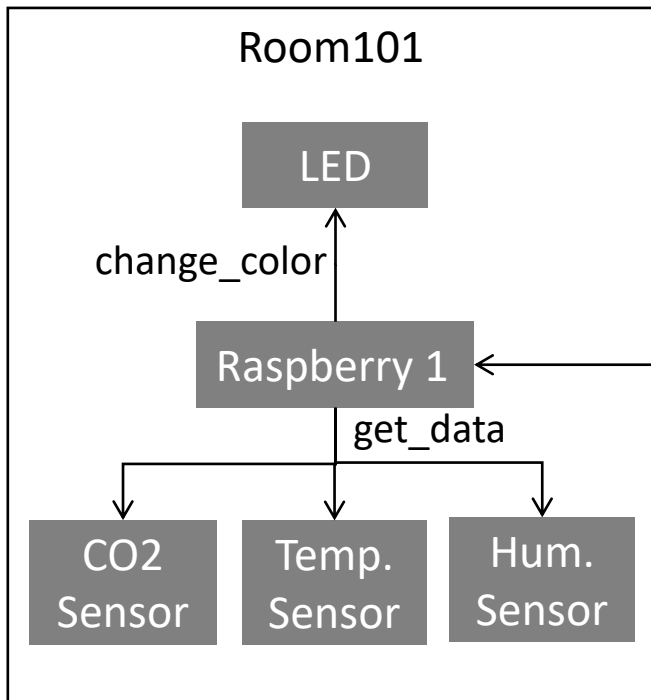 Room101
LED
change_color
Raspberry 1
get_data
CO2
Sensor
Temp.
Sensor
Hum.
Sensor